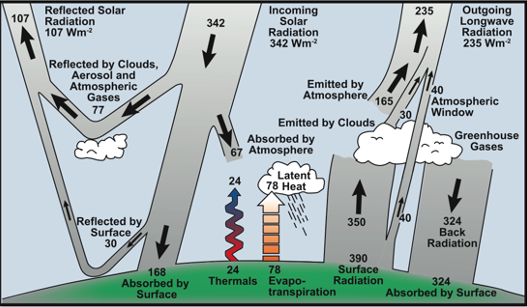 107
Reflected Solar
Radiation
107 Wm-2
342
Incoming
Solar
Radiation
342 Wm-2
235
Outgoing
Longwave
Radiation
235 Wm-2
Reflected by Clouds,
Aerosol and
Atmospheric
Gases
77
Emitted by
Atmosphere
165
40
Atmospheric
Window
Emitted by Clouds
30
Greenhouse
Gases
67
Absorbed by
Atmosphere
24
Latent
Heat
78
Reflected by
Surface
30
350
40
324
Back
Radiation
168
Absorbed by
Surface
24
Thermals
78
Evapo-
transpiration
390
Surface
Radiation
324
Absorbed by Surface